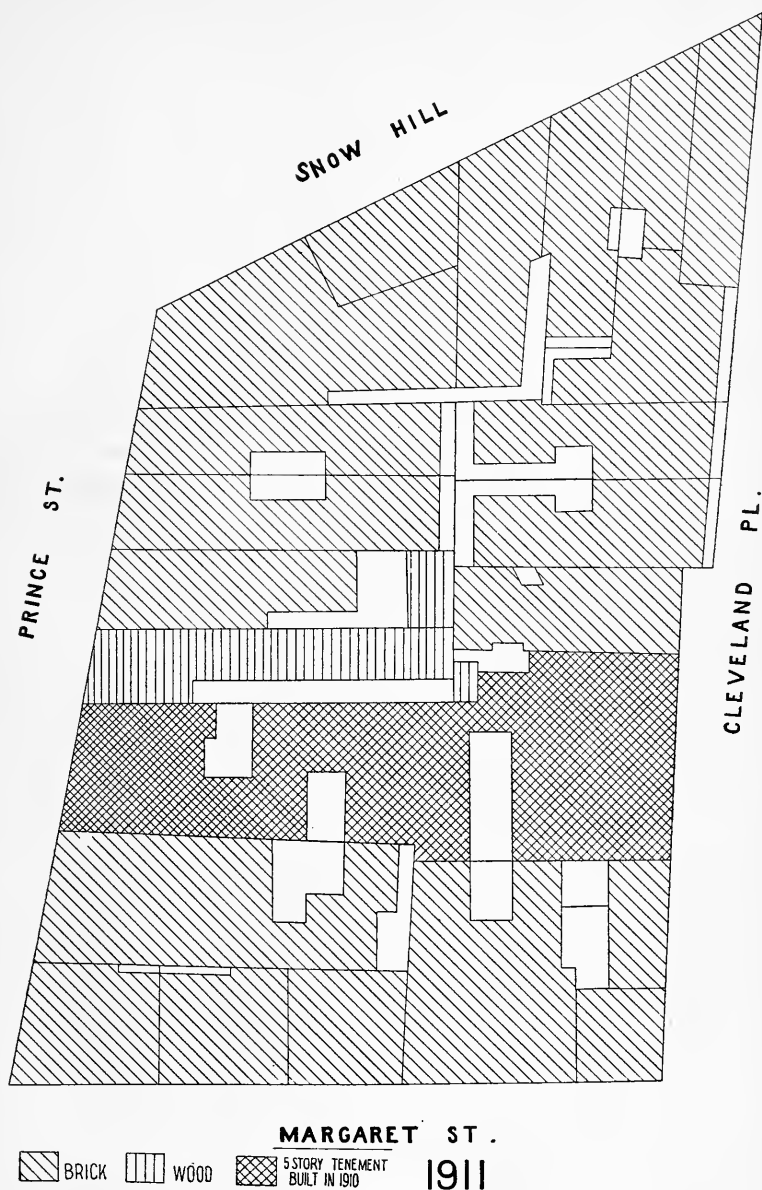 SNOW HILL
PRINCE ST.
CLEVELAND PL.
MARGARET ST.
BRICK
WOOD
5 STORY TENEMENT
BUILT IN 1910
1911